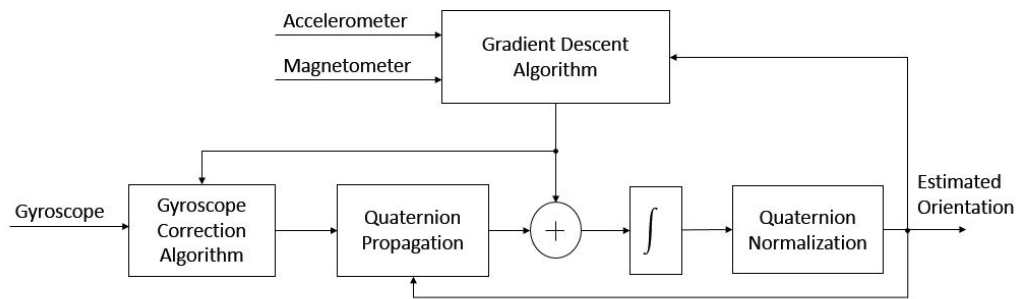 Accelerometer
Magnetometer
Gradient Descent
Algorithm
Gyroscope
Gyroscope
Correction
Algorithm
Quaternion
Propagation
+
∫
Quaternion
Normalization
Estimated
Orientation